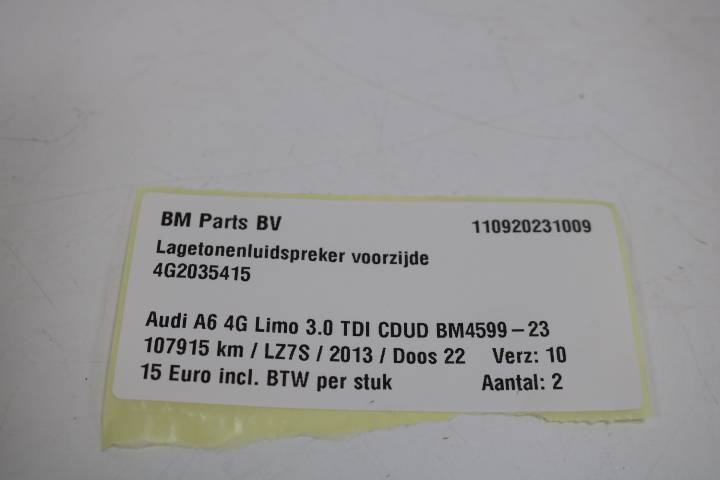 BM Parts BV 110920231009
Lagetonenluidspreker voorzijde
4G2035415
Audi A6 4G Limo 3.0 TDI CDUD BM4599-23
107915 km / LZ7S / 2013 / Doos 22 Verz: 10
15 Euro incl. BTW per stuk Aantal: 2